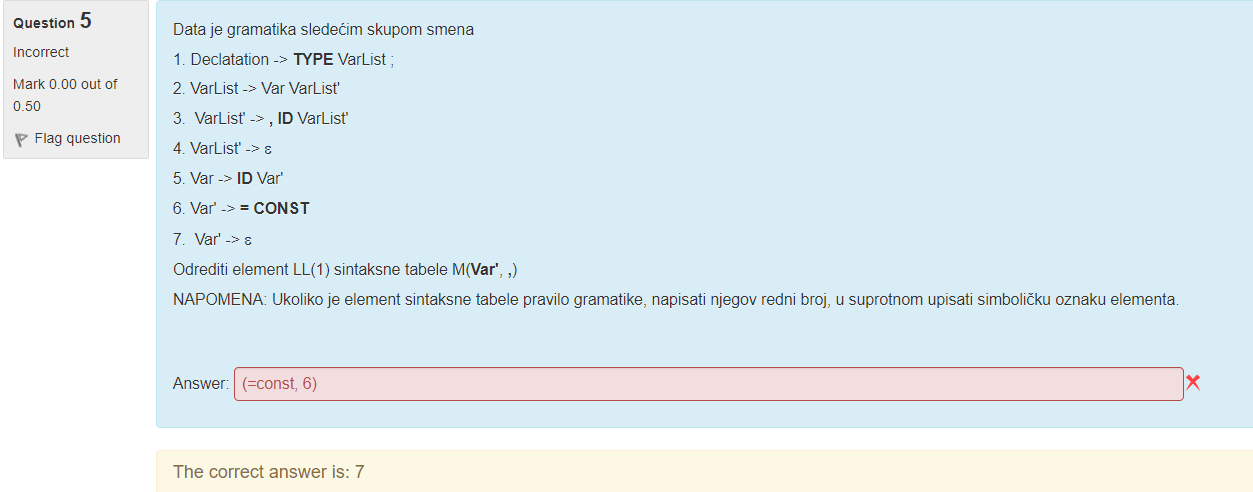 Question 5
Incorrect
Mark 0.00 out of
0.50
Flag question
Data je gramatika sledećim skupom smena
1. Declatation -> TYPE VarList ;
2. VarList -> Var VarList'
3. VarList' -> , ID VarList'
4. VarList' -> ε
5. Var -> ID Var'
6. Var' -> = CONST
7. Var' -> ε
Odrediti element LL(1) sintaksne tabele M(Var', ,)
NAPOMENA: Ukoliko je element sintaksne tabele pravilo gramatike, napisati njegov redni broj, u suprotnom upisati simboličku oznaku elementa.
Answer: (=const, 6)
The correct answer is: 7